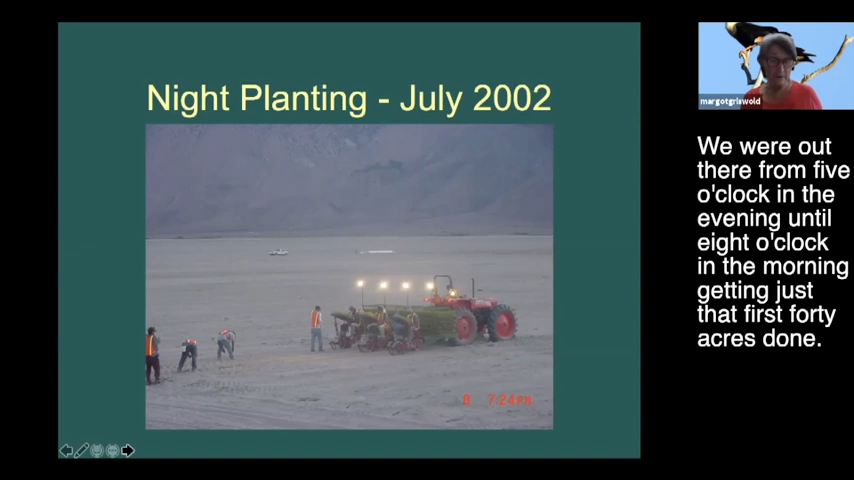 Night Planting - July 2002
8 7:24PM
margotgriswold
We were out
there from five
o'clock in the
evening until
eight o'clock
in the morning
getting just
that first forty
acres done.